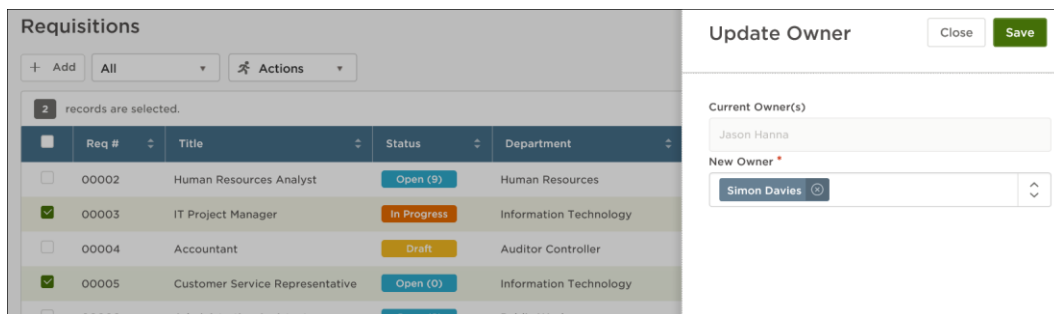 Requisitions
+ Add All Actions
2 records are selected.
Req # Title Status Department
00002 Human Resources Analyst Open (9) Human Resources
00003 IT Project Manager In Progress Information Technology
00004 Accountant Draft Auditor Controller
00005 Customer Service Representative Open (0) Information Technology
Update Owner Close Save
Current Owner(s)
Jason Hanna
New Owner *
Simon Davies